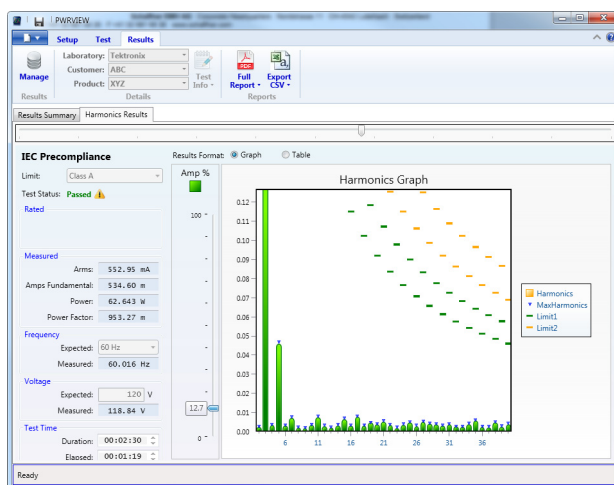 PWRVIEW
Setup Test Results
Manage
Results
Laboratory: Tektronix
Customer: ABC
Product: XYZ
Test Info
Details
Full Report
Export CSV
Reports
Results Summary Harmonics Results
IEC Precompliance
Results Format: Graph Table
Limit: Class A
Test Status: Passed
Rated
Measured
Arms: 552.95 mA
Amps Fundamental: 534.60 m
Power: 62.643 W
Power Factor: 953.27 m
Frequency
Expected: 60 Hz
Measured: 60.016 Hz
Voltage
Expected: 120 V
Measured: 118.84 V
Test Time
Duration: 00:02:30
Elapsed: 00:01:19
Amp %
100
12.7
0
Harmonics Graph
0.12
0.11
0.10
0.09
0.08
0.07
0.06
0.05
0.04
0.03
0.02
0.01
0.00
6 11 16 21 26 31 36
Harmonics
MaxHarmonics
Limit1
Limit2
Ready